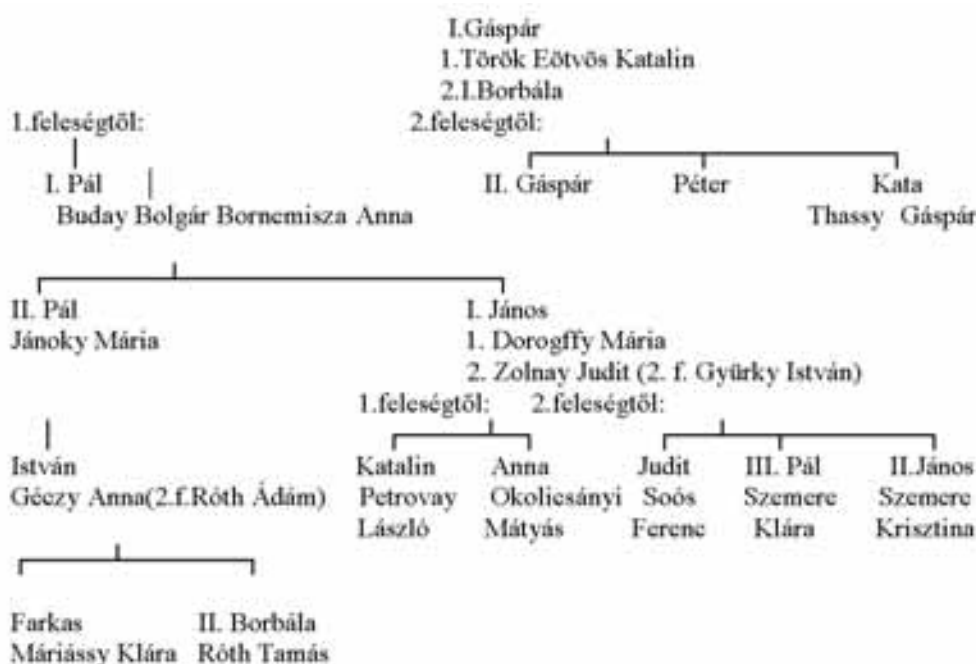 I.Gáspár
1.Török Eötvös Katalin
2.I.Borbála
1.feleségtől: 2.feleségtől:
I. Pál II. Gáspár Péter Kata
Buday Bolgár Bornemisza Anna Thassy Gáspár
II. Pál I. János
Jánoky Mária 1. Dorogffy Mária
2. Zolnay Judit (2. f. Gyürky István)
1.feleségtől: 2.feleségtől:
István Katalin Anna Judit III. Pál II.János
Géczy Anna(2.f.Róth Ádám) Petrovay Okolicsányi Soós Szemere Szemere
László Mátyás Ferenc Klára Krisztina
Farkas II. Borbála
Máriássy Klára Róth Tamás